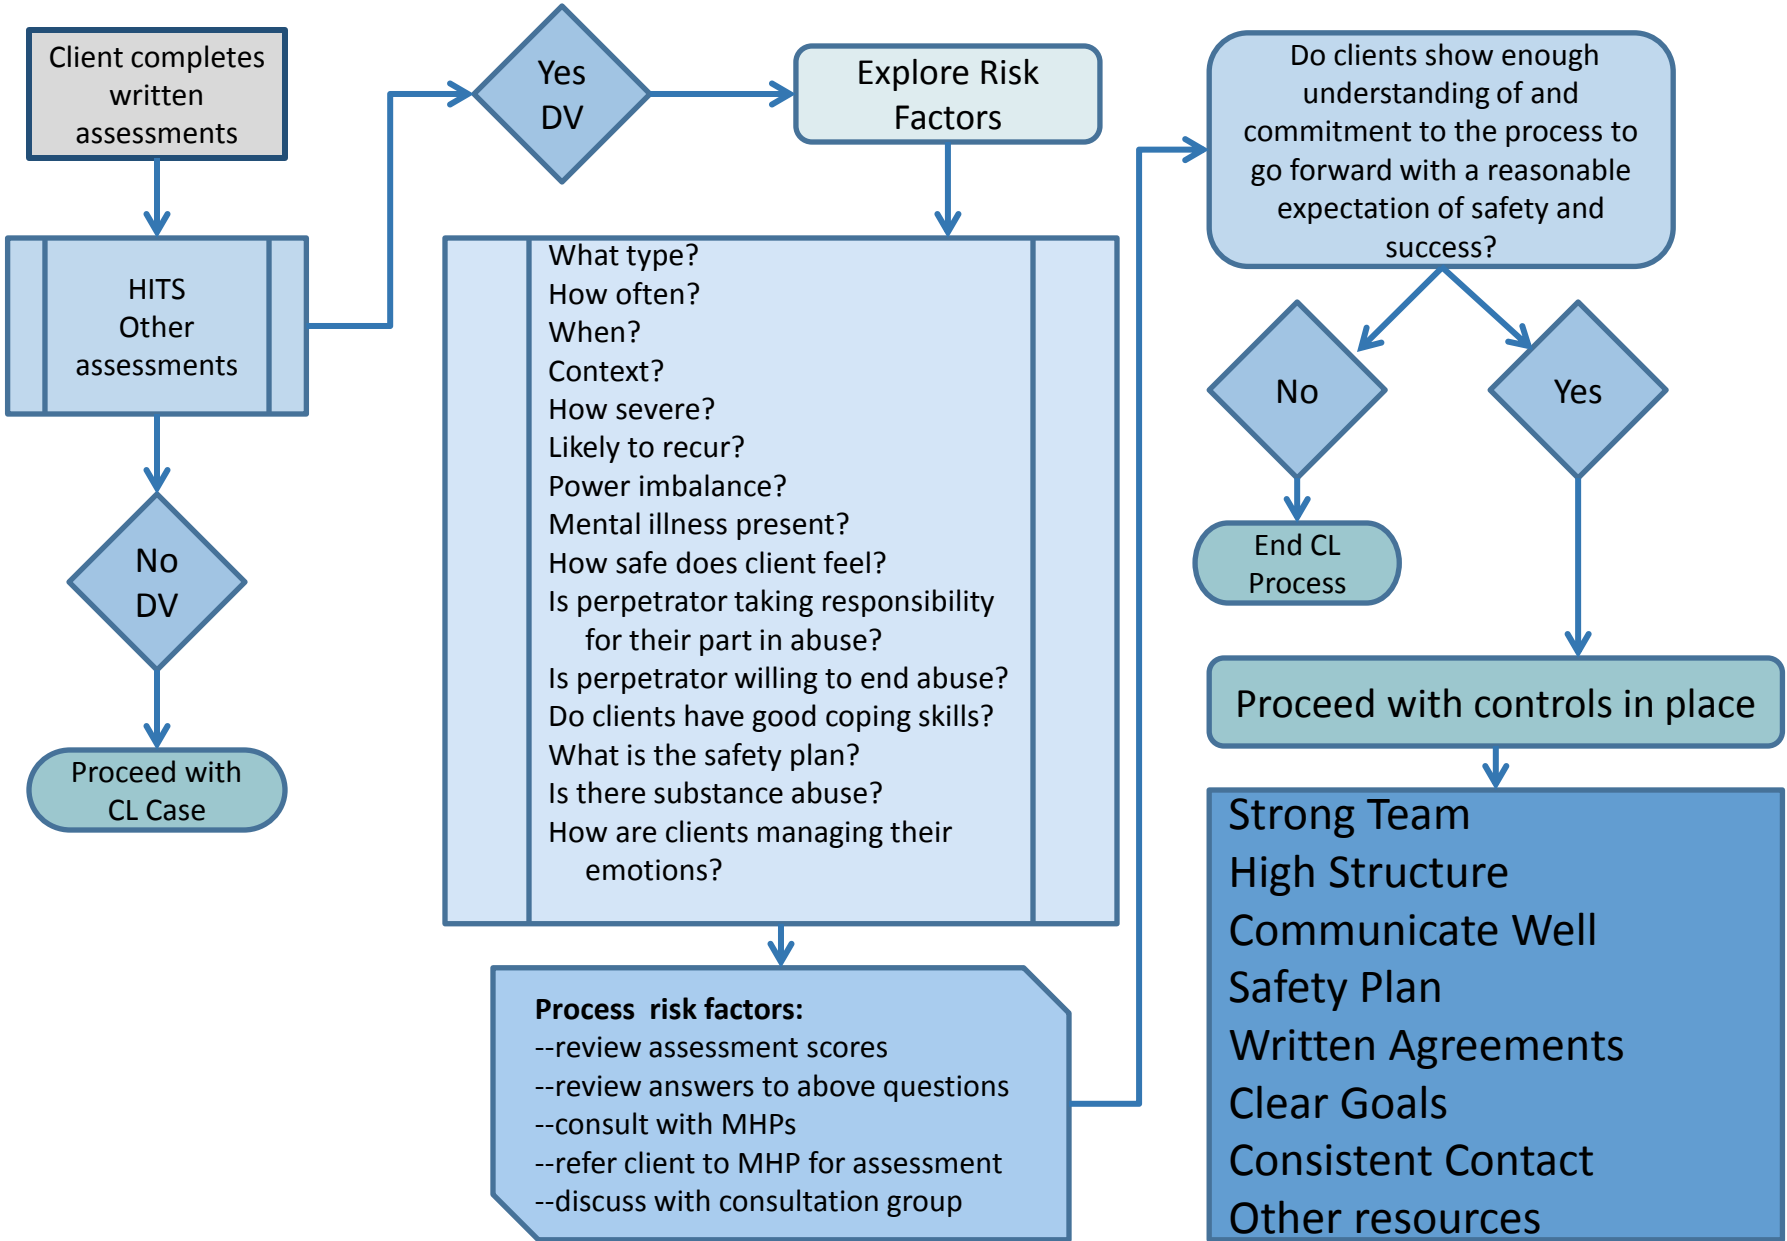 Client completes
written
assessments
HITS
Other
assessments
No
DV
Proceed with
CL Case
Yes
DV
Explore Risk
Factors
What type?
How often?
When?
Context?
How severe?
Likely to recur?
Power imbalance?
Mental illness present?
How safe does client feel?
Is perpetrator taking responsibility
for their part in abuse?
Is perpetrator willing to end abuse?
Do clients have good coping skills?
What is the safety plan?
Is there substance abuse?
How are clients managing their
emotions?
Process risk factors:
--review assessment scores
--review answers to above questions
--consult with MHPs
--refer client to MHP for assessment
--discuss with consultation group
Do clients show enough
understanding of and
commitment to the process to
go forward with a reasonable
expectation of safety and
success?
No
End CL
Process
Yes
Proceed with controls in place
Strong Team
High Structure
Communicate Well
Safety Plan
Written Agreements
Clear Goals
Consistent Contact
Other resources